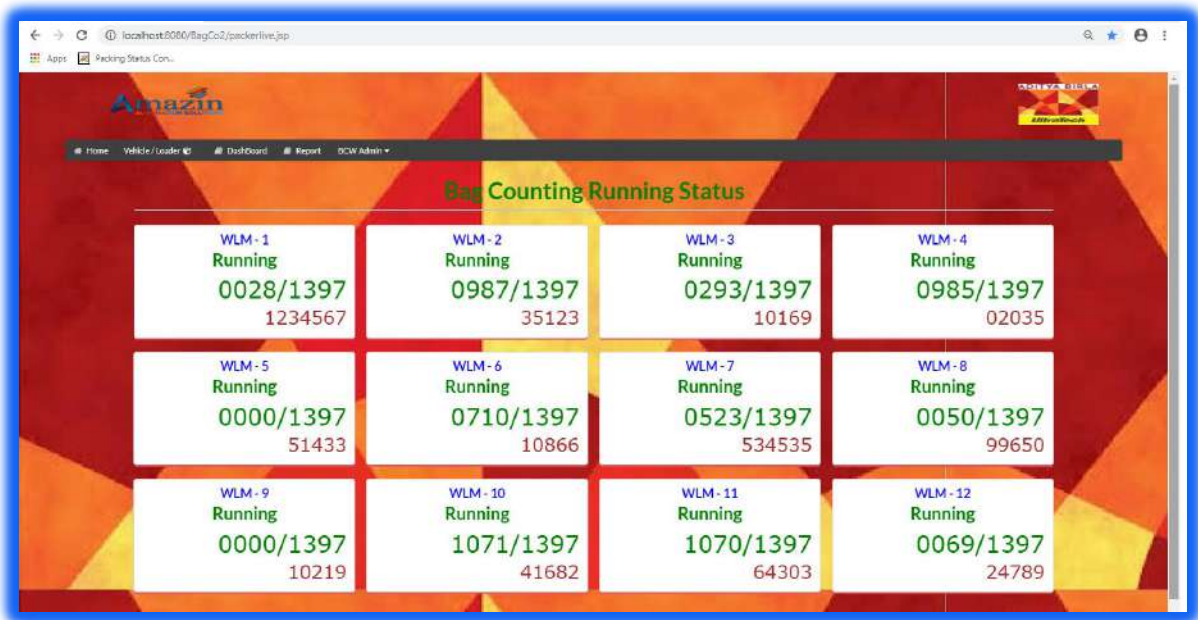 localhost:8080/BagCo2/packerlive.jsp
Apps Packing Status Con...
Amazin
ADITYA BIRLA
UltraTech
Home Vehicle / Loader DashBoard Report BCW Admin
Bag Counting Running Status
WLM - 1 WLM - 2 WLM - 3 WLM - 4
Running Running Running Running
0028/1397 0987/1397 0293/1397 0985/1397
1234567 35123 10169 02035
WLM - 5 WLM - 6 WLM - 7 WLM - 8
Running Running Running Running
0000/1397 0710/1397 0523/1397 0050/1397
51433 10866 534535 99650
WLM - 9 WLM - 10 WLM - 11 WLM - 12
Running Running Running Running
0000/1397 1071/1397 1070/1397 0069/1397
10219 41682 64303 24789